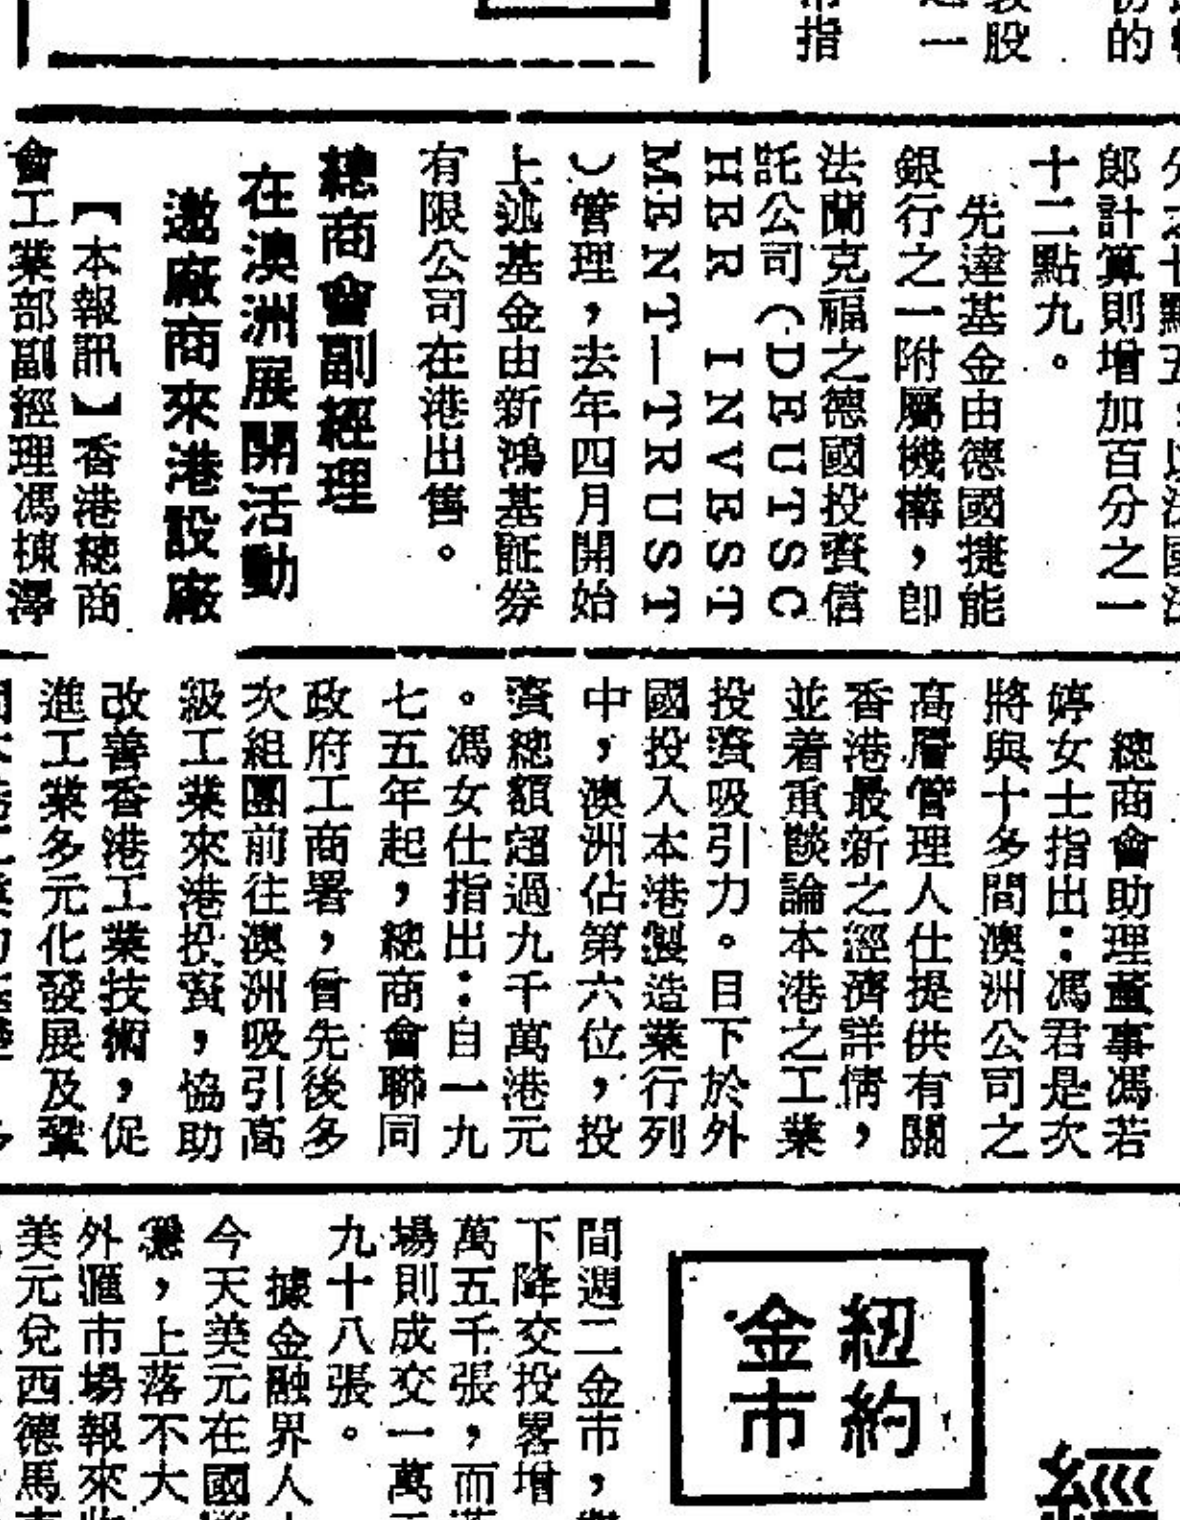 的
股
一
指
郎計算則增加百分之一
十二點九。
先達基金由德國捷能
銀行之一附屬機構，卽
法蘭克福之德國投資信
託公司（DEUTSC
HER INVEST
MENT—TRUST
）管理，去年四月開始
上述基金由新鴻基証券
有限公司在港出售。
總商會副經理
在澳洲展開活動
邀廠商來港設廠
【本報訊】香港總商
會工業部副經理馮棟澤
總商會助理董事馮若
婷女士指出：馮君是次
將與十多間澳洲公司之
高層管理人仕提供有關
香港最新之經濟詳情，
並着重談論本港之工業
投資吸引力。目下於外
國投入本港製造業行列
中，澳洲佔第六位，投
資總額超過九千萬港元
。馮女仕指出：自一九
七五年起，總商會聯同
政府工商署，曾先後多
次組團前往澳洲吸引高
級工業來港投資，協助
改善香港工業技術，促
進工業多元化發展及鞏
經
紐約
金市
間週二金市，
下降交投畧增
萬五千張，而
場則成交一萬
九十八張。
據金融界人
今天美元在國
，上落不大
外滙市場報來
美元兌西德馬